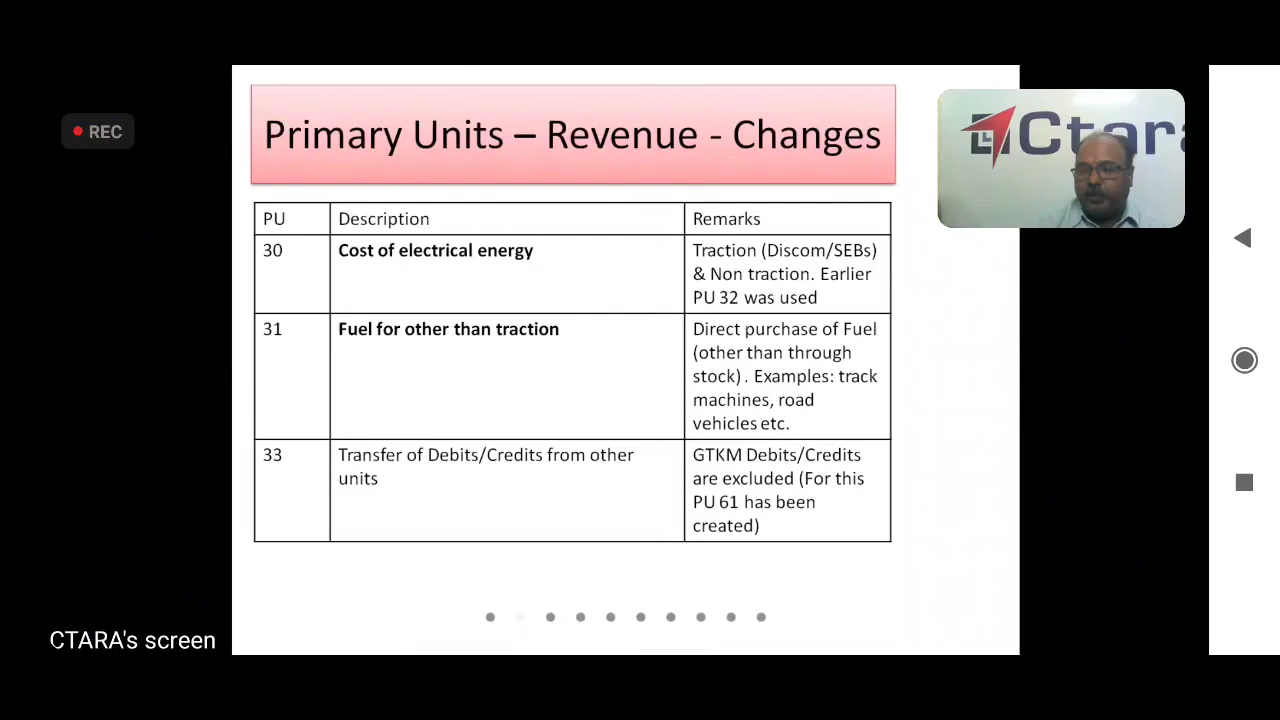 REC
Primary Units – Revenue - Changes
Ctara
PU Description Remarks
30 Cost of electrical energy Traction (Discom/SEBs)
& Non traction. Earlier
PU 32 was used
31 Fuel for other than traction Direct purchase of Fuel
(other than through
stock). Examples: track
machines, road
vehicles etc.
33 Transfer of Debits/Credits from other GTKM Debits/Credits
units are excluded (For this
PU 61 has been
created)
CTARA's screen